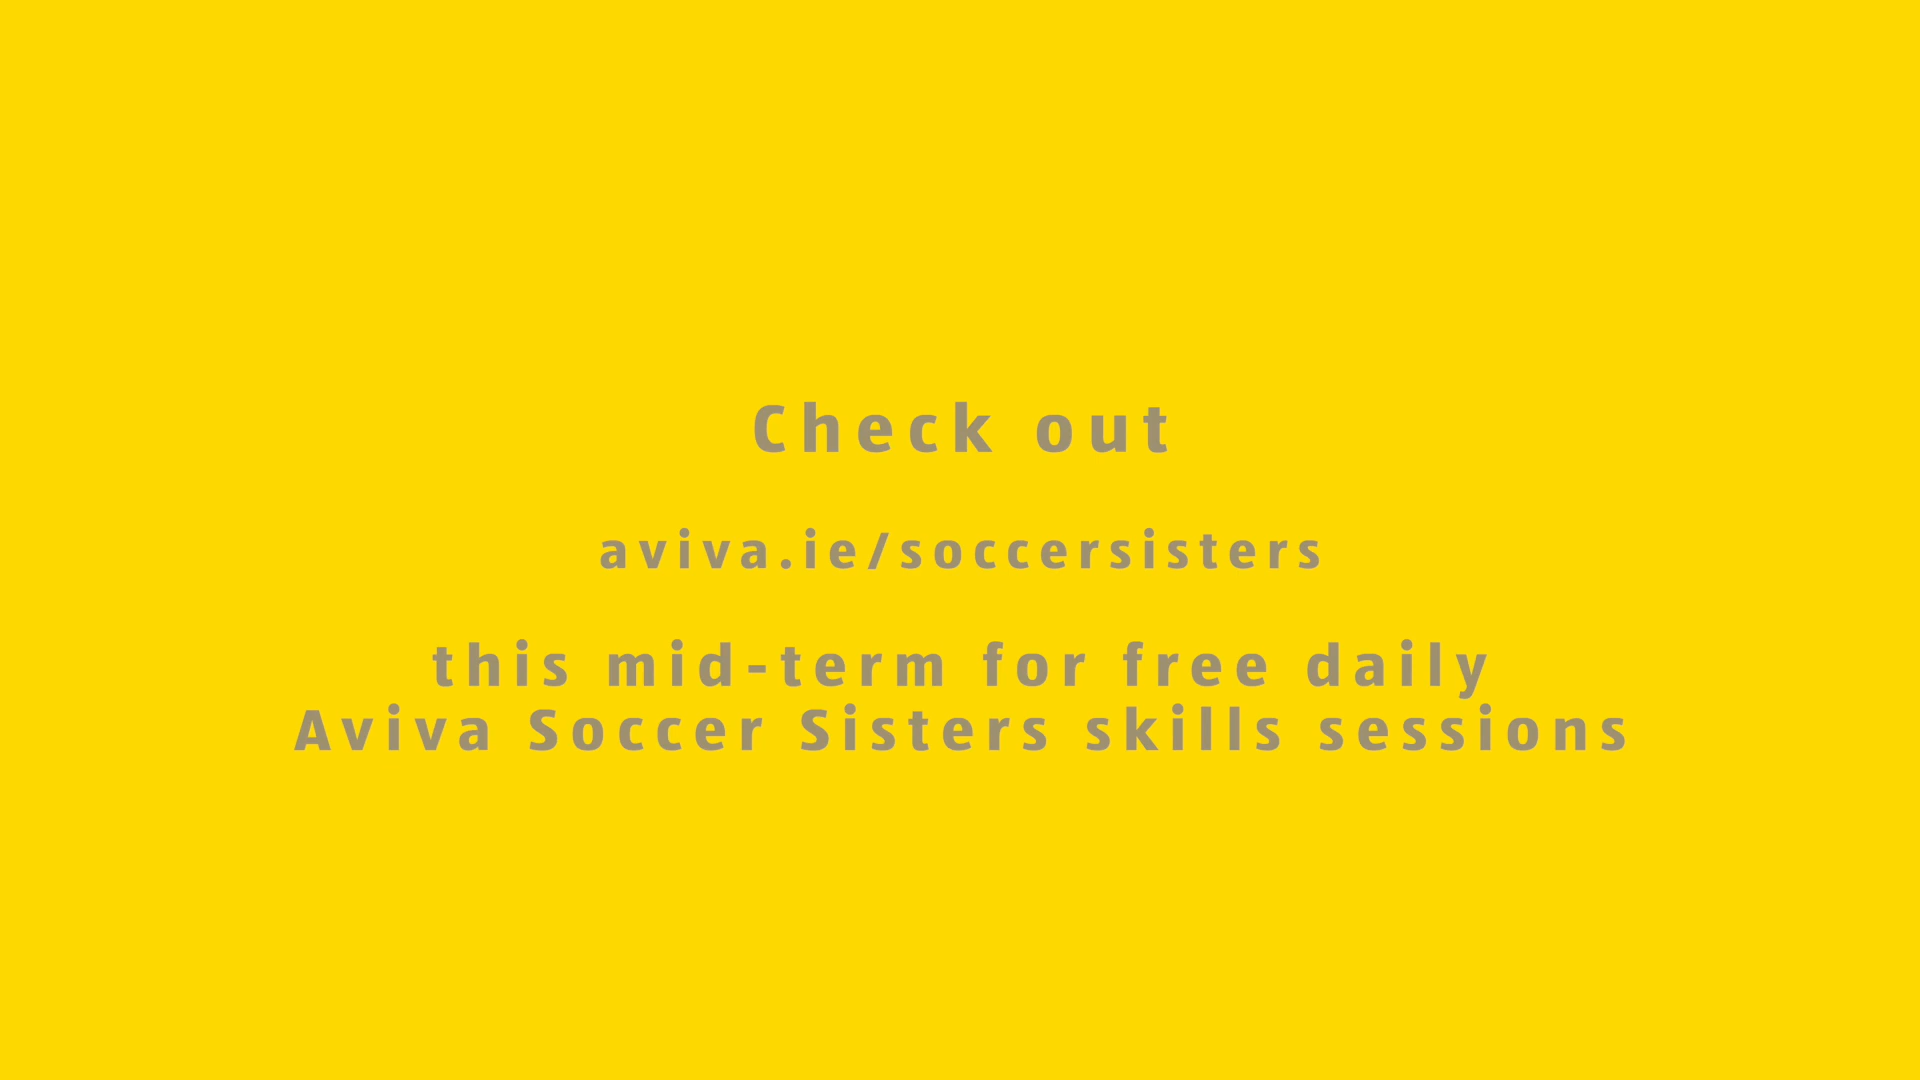 Check out
aviva.ie/soccersisters
this mid-term for free daily
Aviva Soccer Sisters skills sessions